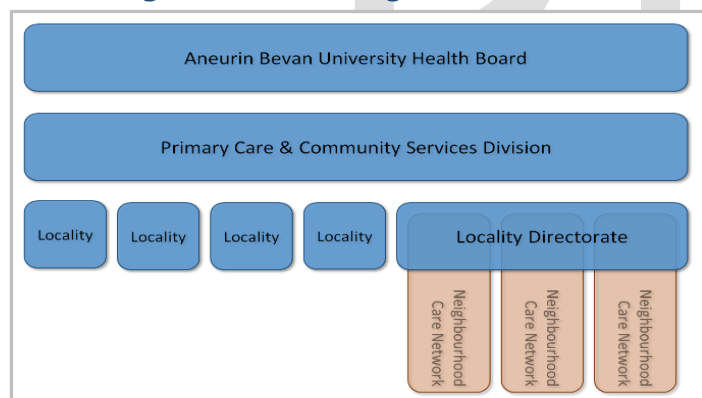 Aneurin Bevan University Health Board
Primary Care & Community Services Division
Locality
Locality
Locality
Locality
Locality Directorate
Neighbourhood
Care Network
Neighbourhood
Care Network
Neighbourhood
Care Network